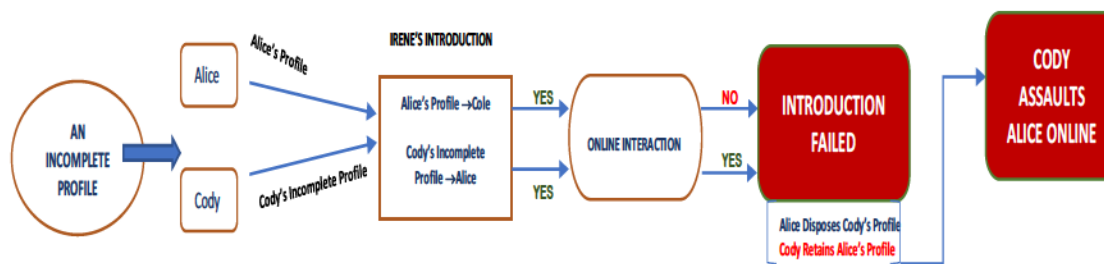 AN
INCOMPLETE
PROFILE
Alice
Cody
Alice's Profile
Cody's Incomplete Profile
IRENE'S INTRODUCTION
Alice's Profile →Cole
Cody's Incomplete
Profile →Alice
YES
YES
ONLINE INTERACTION
NO
YES
INTRODUCTION
FAILED
Alice Disposes Cody's Profile
Cody Retains Alice's Profile
CODY
ASSAULTS
ALICE ONLINE